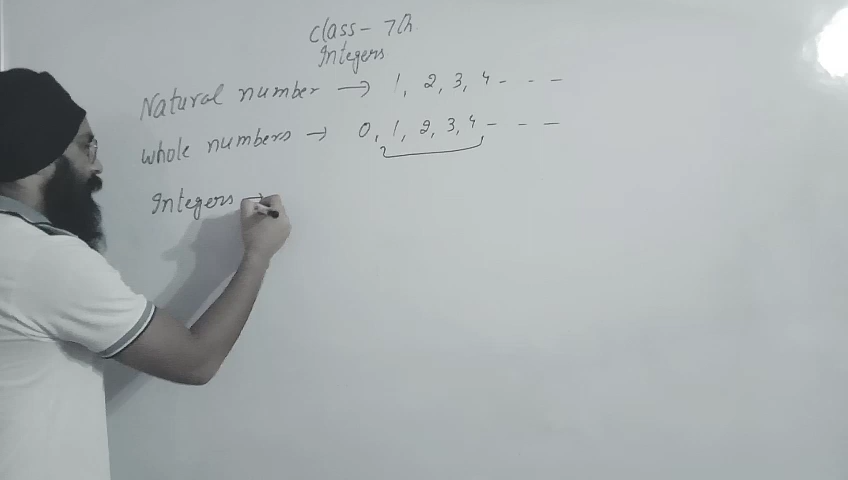 class - 7th
Integers
Natural number → 1, 2, 3, 4 - - -
whole numbers → 0, 1, 2, 3, 4 - - -
Integers →